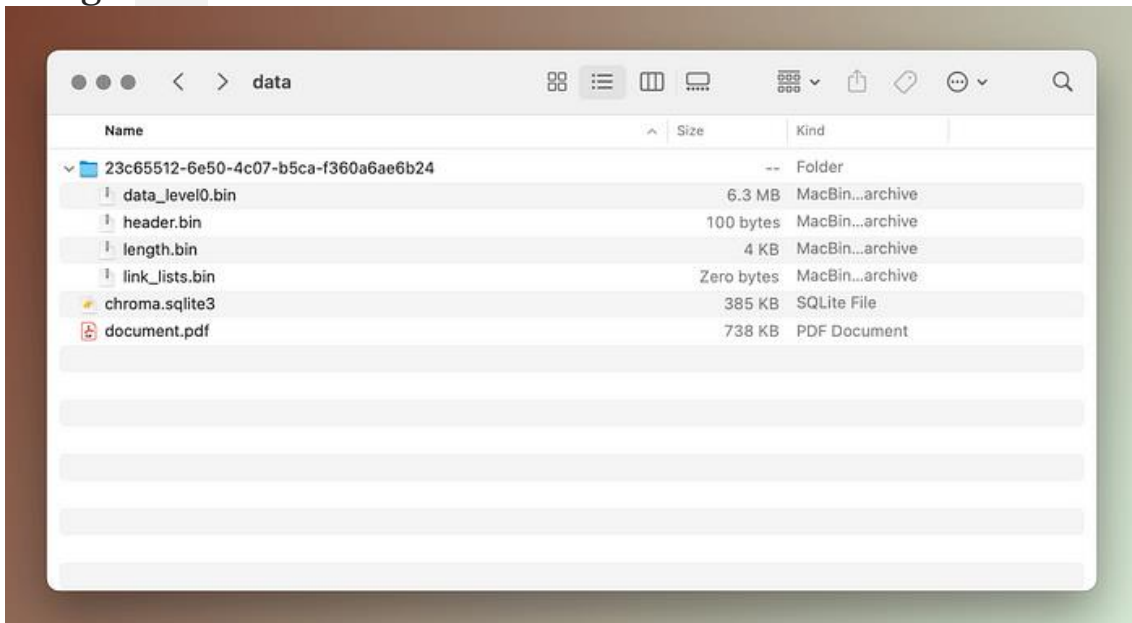 data
Name Size Kind
23c65512-6e50-4c07-b5ca-f360a6ae6b24 -- Folder
data_level0.bin 6.3 MB MacBin...archive
header.bin 100 bytes MacBin...archive
length.bin 4 KB MacBin...archive
link_lists.bin Zero bytes MacBin...archive
chroma.sqlite3 385 KB SQLite File
document.pdf 738 KB PDF Document